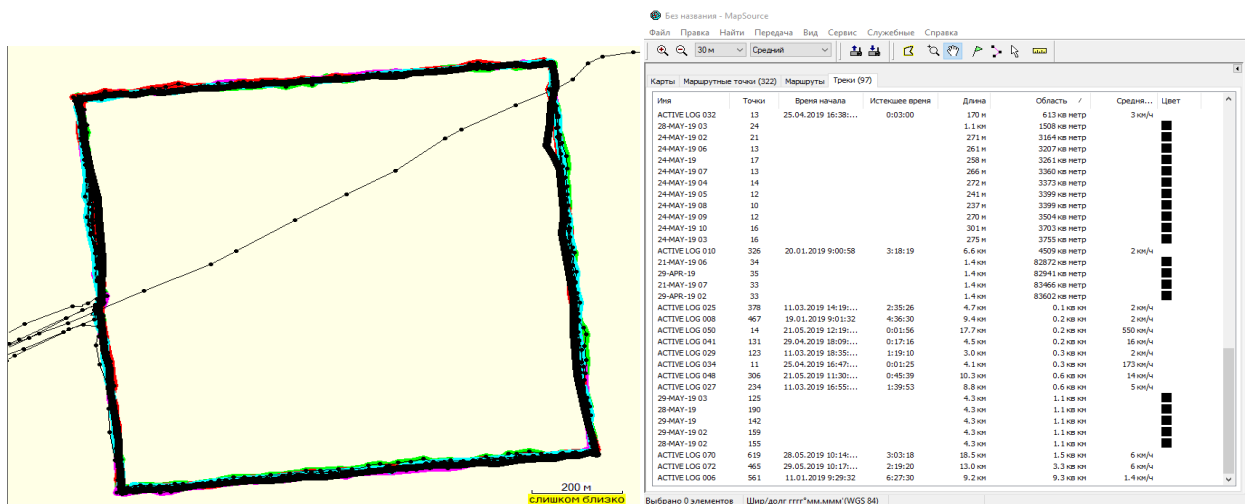 200 м
слишком близко
Без названия - MapSource
Файл Правка Найти Передача Вид Сервис Служебные Справка
30 м Средний
Карты Маршрутные точки (322) Маршруты Треки (97)
Имя Точки Время начала Истекшее время Длина Область / Средня... Цвет
ACTIVE LOG 032 13 25.04.2019 16:38:... 0:03:00 170 м 613 кв метр 3 км/ч
28-MAY-19 03 24 1.1 км 1508 кв метр
24-MAY-19 02 21 271 м 3164 кв метр
24-MAY-19 06 13 261 м 3207 кв метр
24-MAY-19 17 258 м 3261 кв метр
24-MAY-19 07 13 266 м 3360 кв метр
24-MAY-19 04 14 272 м 3373 кв метр
24-MAY-19 05 12 241 м 3399 кв метр
24-MAY-19 08 10 237 м 3399 кв метр
24-MAY-19 09 12 270 м 3504 кв метр
24-MAY-19 10 16 301 м 3703 кв метр
24-MAY-19 03 16 275 м 3755 кв метр
ACTIVE LOG 010 326 20.01.2019 9:00:58 3:18:19 6.6 км 4509 кв метр 2 км/ч
21-MAY-19 06 34 1.4 км 82872 кв метр
29-APR-19 35 1.4 км 82941 кв метр
21-MAY-19 07 33 1.4 км 83466 кв метр
29-APR-19 02 33 1.4 км 83602 кв метр
ACTIVE LOG 025 378 11.03.2019 14:19:... 2:35:26 4.7 км 0.1 кв км 2 км/ч
ACTIVE LOG 008 467 19.01.2019 9:01:32 4:36:30 9.4 км 0.2 кв км 2 км/ч
ACTIVE LOG 050 14 21.05.2019 12:19:... 0:01:56 17.7 км 0.2 кв км 550 км/ч
ACTIVE LOG 041 131 29.04.2019 18:09:... 0:17:16 4.5 км 0.2 кв км 16 км/ч
ACTIVE LOG 029 123 11.03.2019 18:35:... 1:19:10 3.0 км 0.3 кв км 2 км/ч
ACTIVE LOG 034 11 25.04.2019 16:47:... 0:01:25 4.1 км 0.3 кв км 173 км/ч
ACTIVE LOG 048 306 21.05.2019 11:30:... 0:45:39 10.3 км 0.6 кв км 14 км/ч
ACTIVE LOG 027 234 11.03.2019 16:55:... 1:39:53 8.8 км 0.6 кв км 5 км/ч
29-MAY-19 03 125 4.3 км 1.1 кв км
28-MAY-19 190 4.3 км 1.1 кв км
29-MAY-19 142 4.3 км 1.1 кв км
29-MAY-19 02 159 4.3 км 1.1 кв км
28-MAY-19 02 155 4.3 км 1.1 кв км
ACTIVE LOG 070 619 28.05.2019 10:14:... 3:03:18 18.5 км 1.5 кв км 6 км/ч
ACTIVE LOG 072 465 29.05.2019 10:17:... 2:19:20 13.0 км 3.3 кв км 6 км/ч
ACTIVE LOG 006 561 11.01.2019 9:29:32 6:27:30 9.2 км 9.3 кв км 1 км/ч
Выбрано 0 элементов Шир/долг гггг°мм.ммм'(WGS 84)